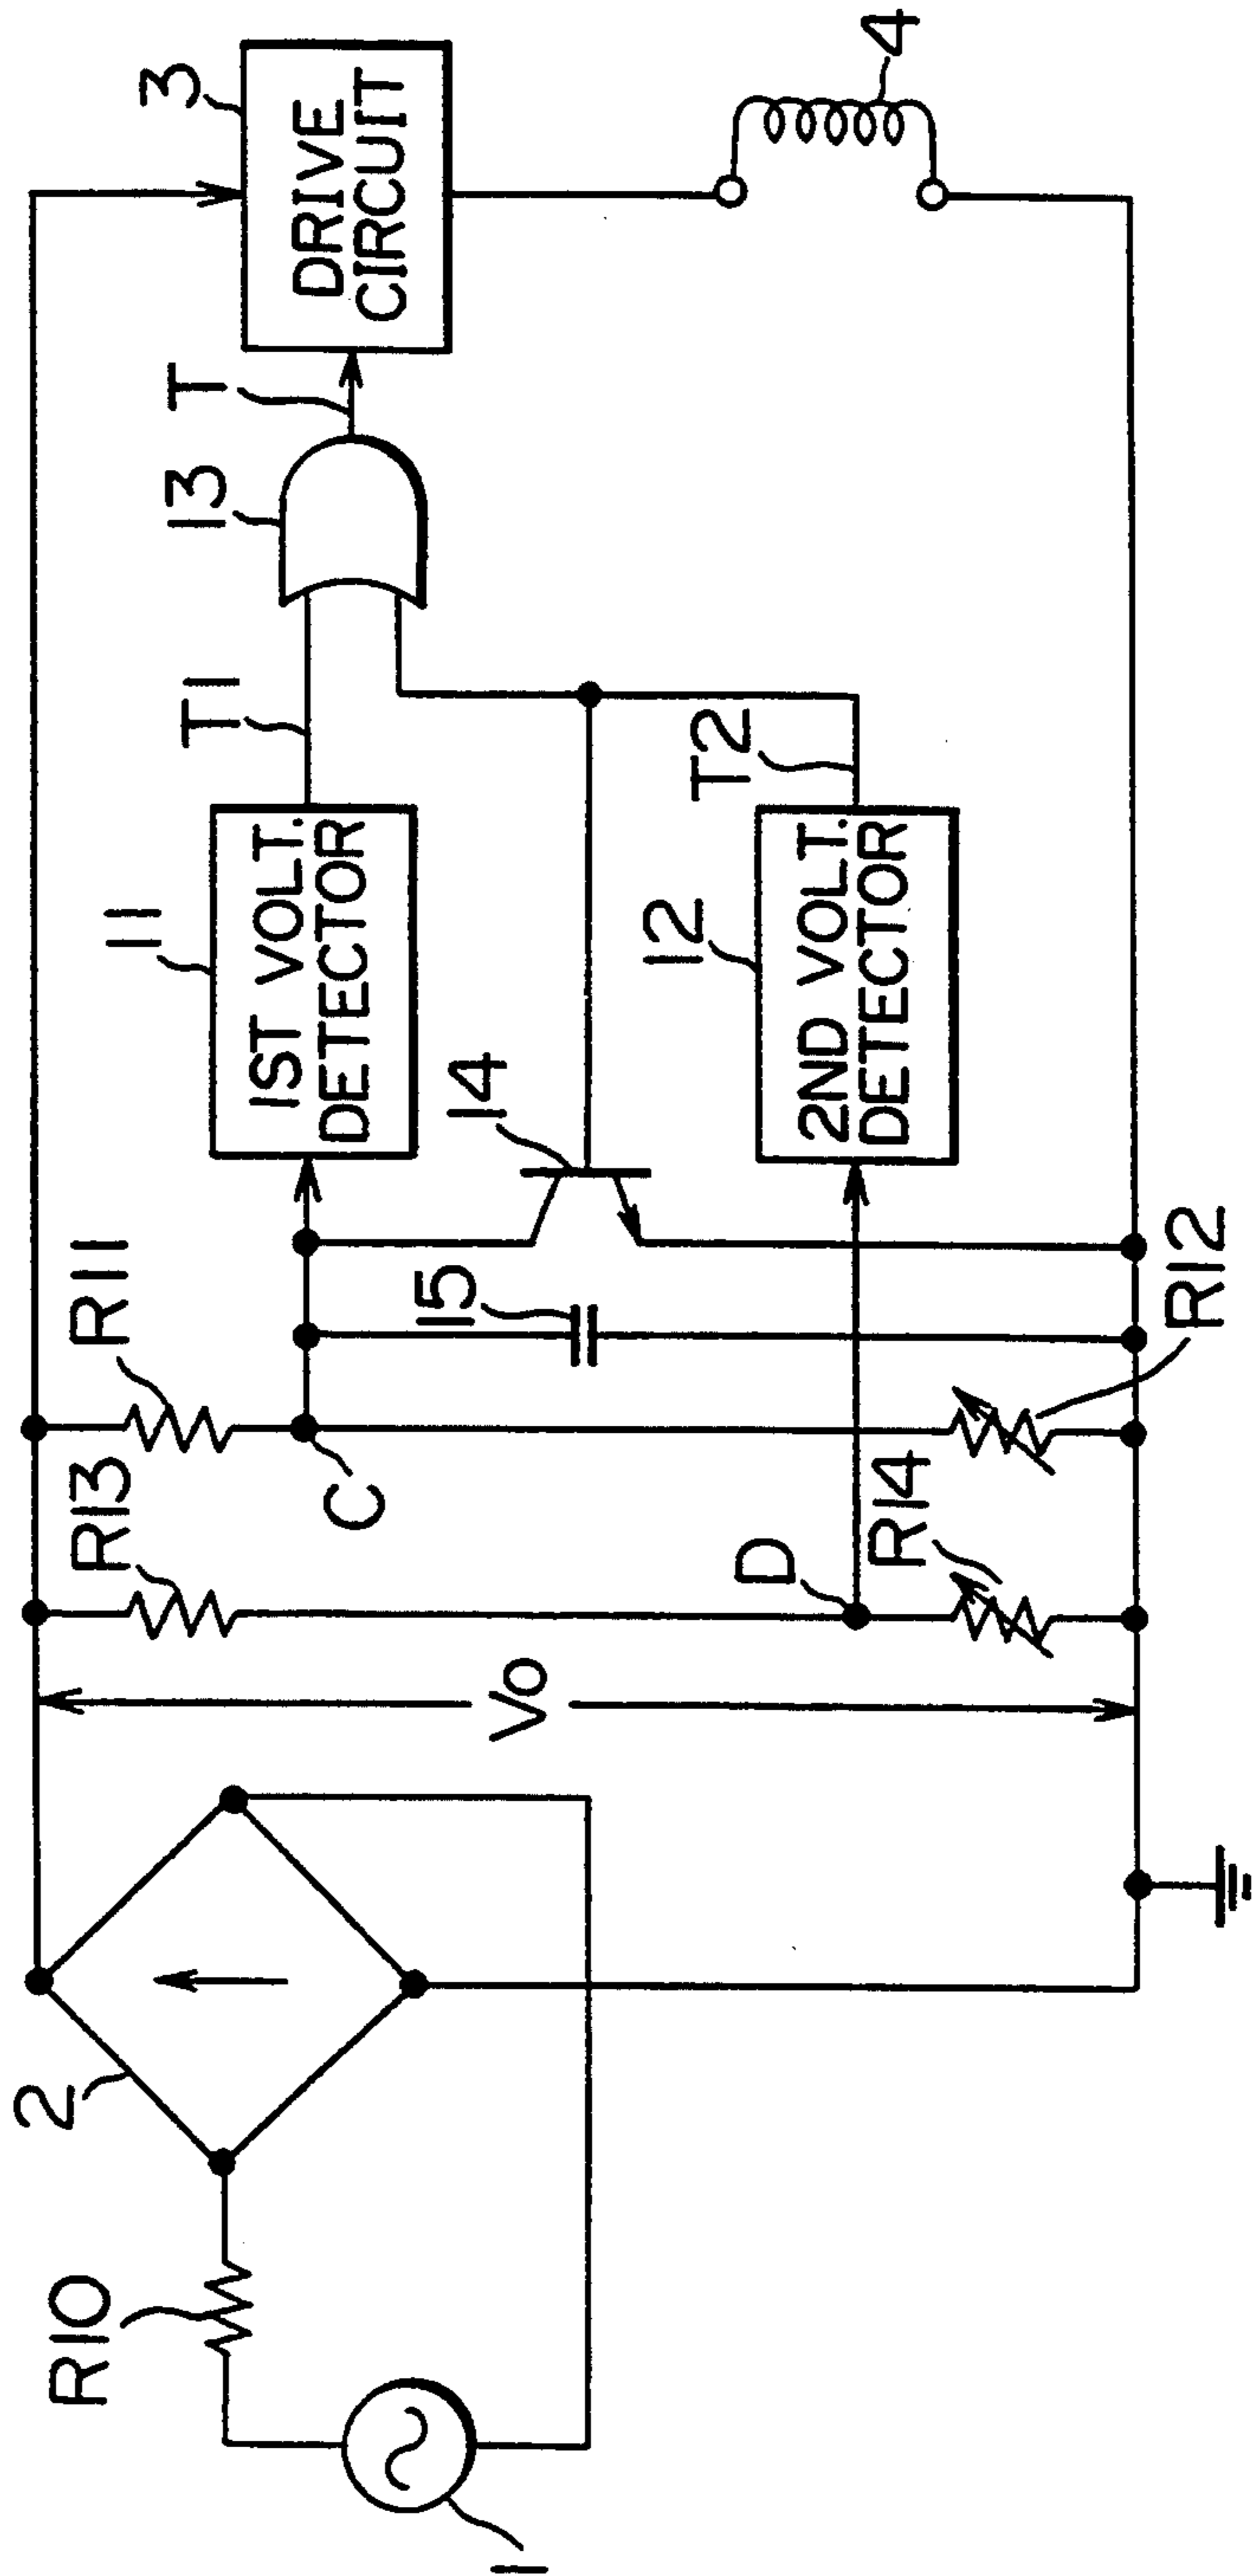 R10
1
2
Vo
R13
R11
C
D
R14
R12
15
14
11
1ST VOLT.
DETECTOR
12
2ND VOLT.
DETECTOR
T1
T2
13
T
3
DRIVE
CIRCUIT
4